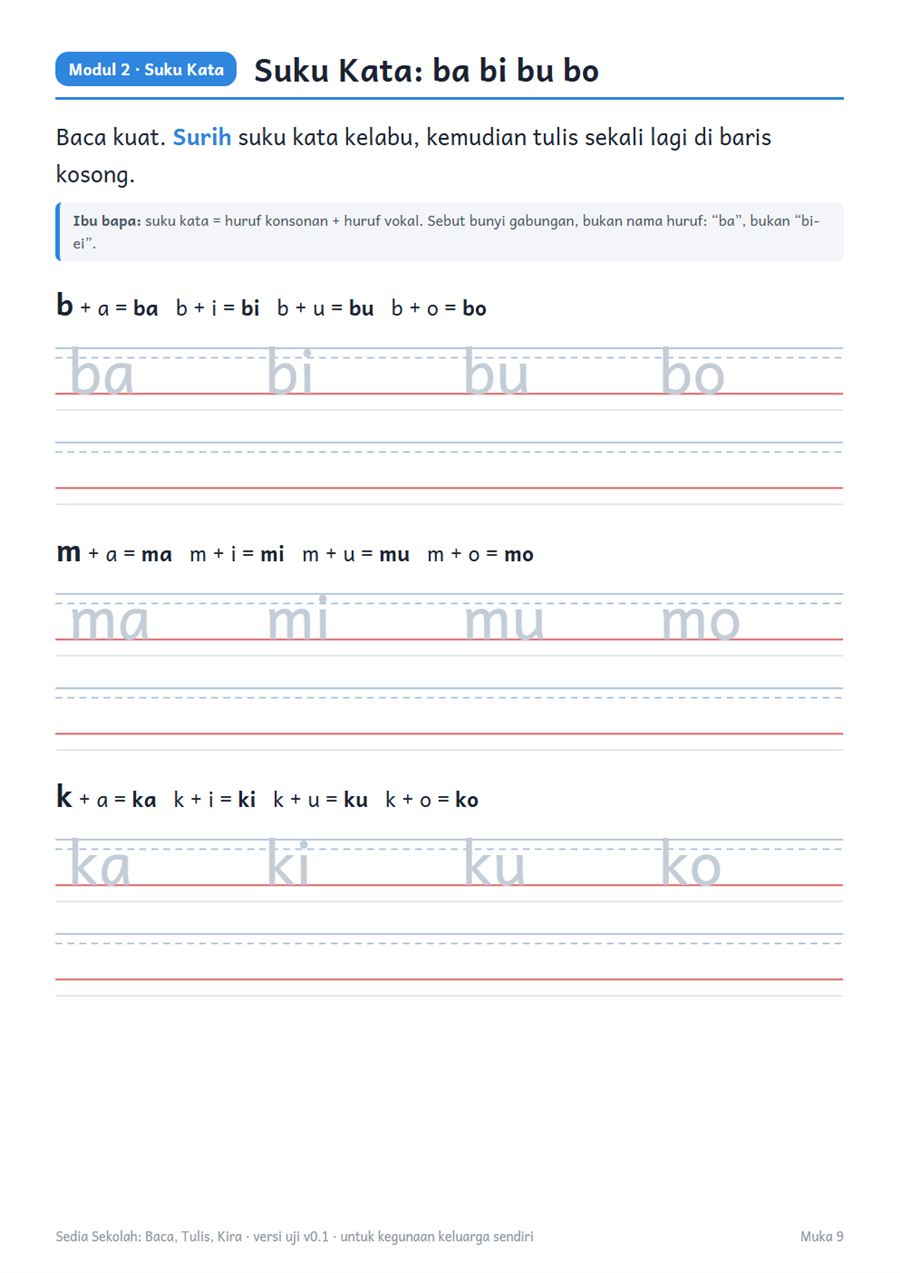 Modul 2 · Suku Kata Suku Kata: ba bi bu bo
Baca kuat. Surih suku kata kelabu, kemudian tulis sekali lagi di baris
kosong.
Ibu bapa: suku kata = huruf konsonan + huruf vokal. Sebut bunyi gabungan, bukan nama huruf: “ba”, bukan “bi-
ei”.
b + a = ba b + i = bi b + u = bu b + o = bo
ba bi bu bo
m + a = ma m + i = mi m + u = mu m + o = mo
ma mi mu mo
k + a = ka k + i = ki k + u = ku k + o = ko
ka ki ku ko
Sedia Sekolah: Baca, Tulis, Kira · versi uji v0.1 · untuk kegunaan keluarga sendiri Muka 9